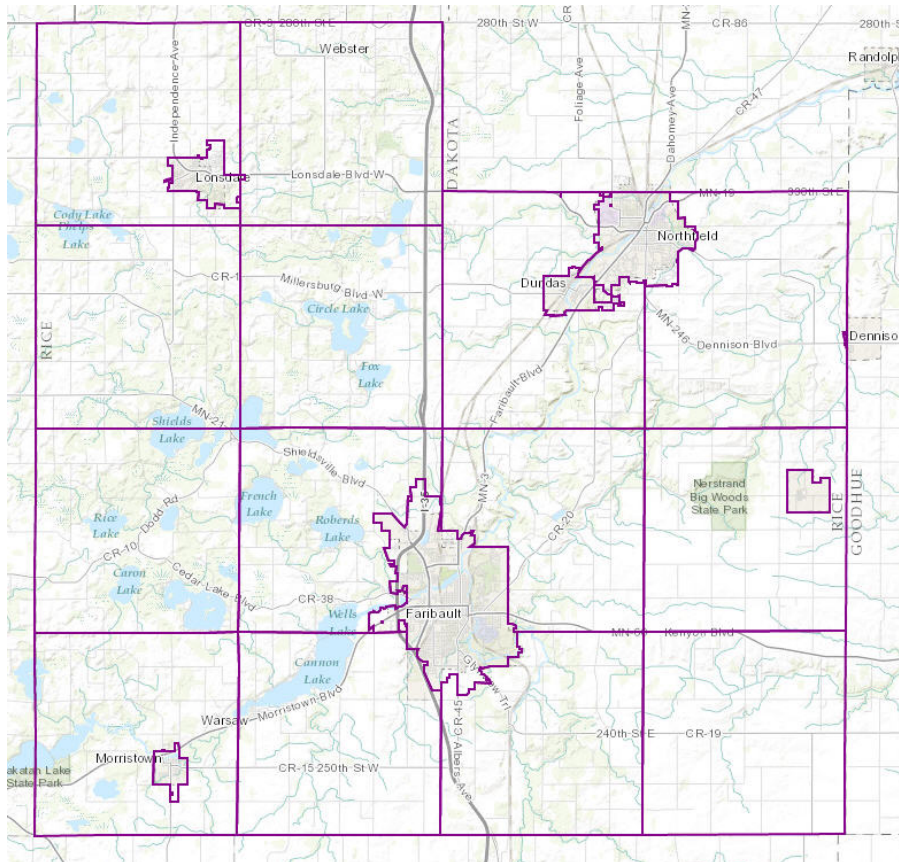 CR-3 280th St E
280th St W
CR-86
280th St
Webster
Independence Ave
Foliage Ave
Dahomey Ave
Randolp
CR-47
DAKOTA
Lonsdale
Lonsdale Blvd W
MN-19
330th St E
Cody Lake
Phelps
Lake
Northfield
CR-1
Millersburg Blvd W
Dundas
Circle Lake
MN-246
Dennison Blvd
Denniso
RICE
Fox
Lake
Faribault Blvd
MN-21
Shields
Lake
Shieldsville Blvd
I-35
MN-3
Nerstrand
Big Woods
State Park
RICE
GOODHUE
French
Lake
Rice
Lake
Dodd Rd
Roberds
Lake
CR-20
CR-10
Caron
Lake
Cedar Lake Blvd
CR-38
Wells
Lake
Faribault
MN-60
Kenyon Blvd
Cannon
Lake
Warsaw
Morristown Blvd
CR-45
Albers Ave
240th St E
CR-19
Morristown
CR-15 250th St W
akatan Lake
State Park